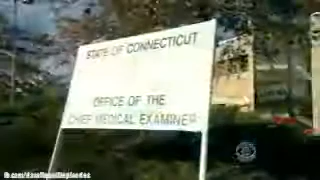 STATE OF CONNECTICUT
OFFICE OF THE
CHIEF MEDICAL EXAMINER